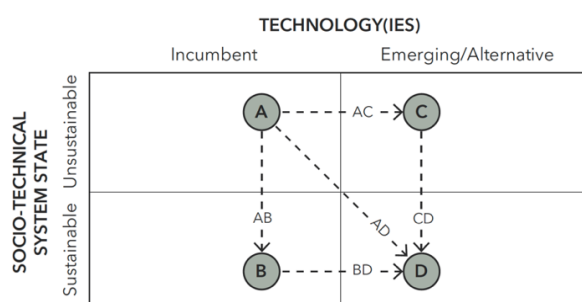 TECHNOLOGY(IES)
Incumbent
Emerging/Alternative
SOCIO-TECHNICAL
SYSTEM STATE
Unsustainable
Sustainable
A
AC
C
AB
AD
CD
B
BD
D